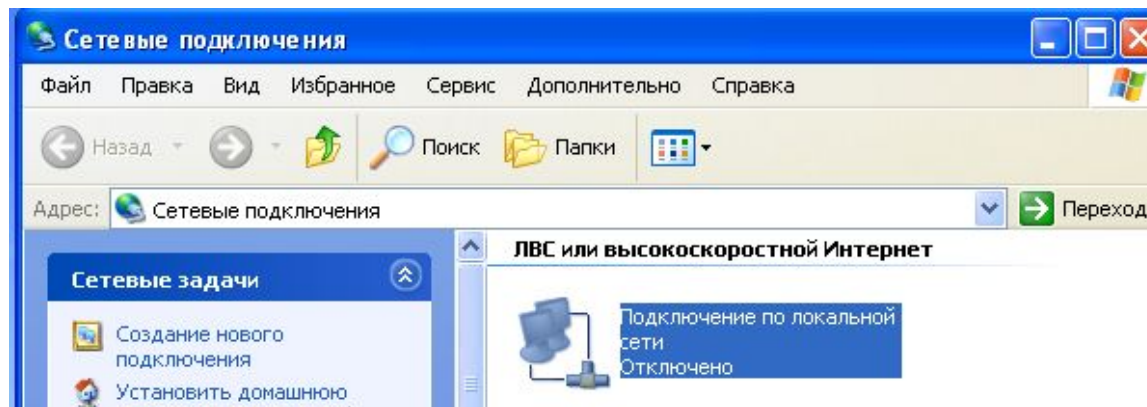 Сетевые подключения
Файл Правка Вид Избранное Сервис Дополнительно Справка
Назад Поиск Папки
Адрес: Сетевые подключения Переход
ЛВС или высокоскоростной Интернет
Сетевые задачи
Подключение по локальной
сети
Отключено
Создание нового
подключения
Установить домашнюю